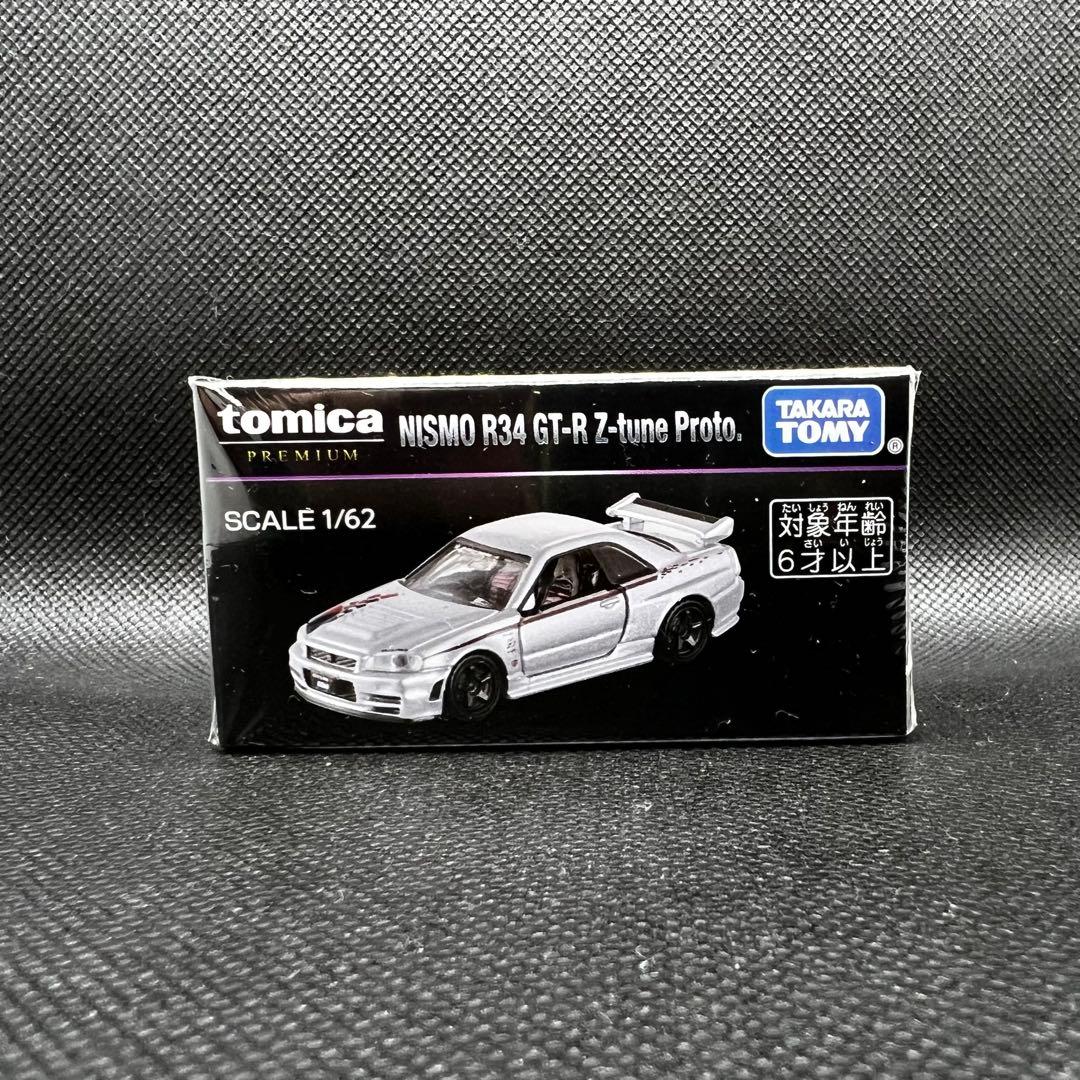 tomica
PREMIUM
NISMO R34 GT-R Z-tune Proto.
TAKARA
TOMY
®
SCALE 1/62
たい しょう ねん れい
対象年齢
さい い じょう
6才以上